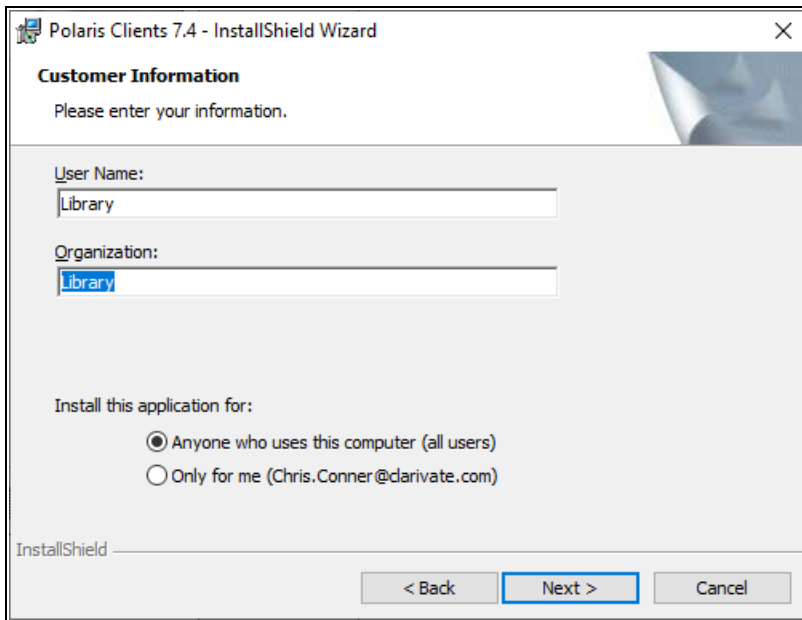 Polaris Clients 7.4 - InstallShield Wizard
Customer Information
Please enter your information.
User Name:
Library
Organization:
Library
Install this application for:
Anyone who uses this computer (all users)
Only for me (Chris.Conner@clarivate.com)
InstallShield
< Back Next > Cancel